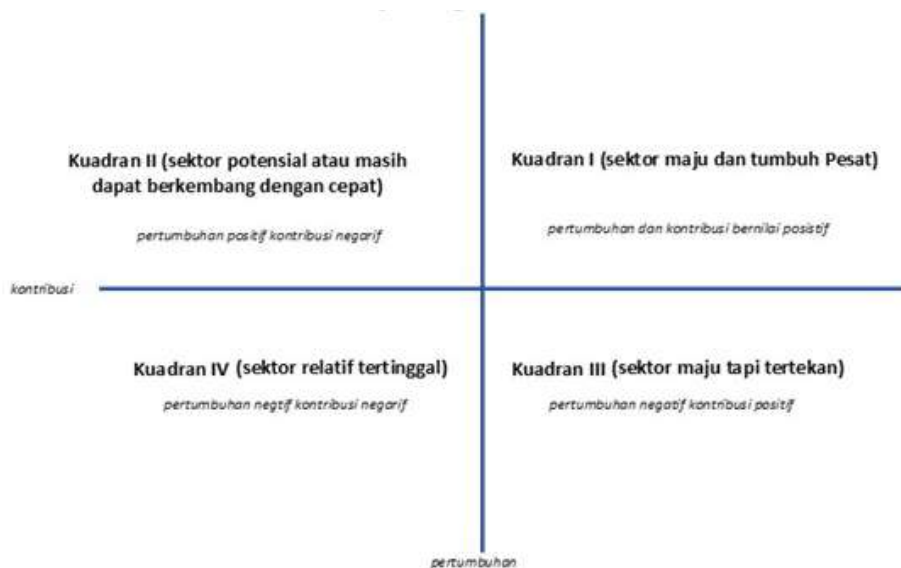 Kuadran II (sektor potensial atau masih
dapat berkembang dengan cepat)
pertumbuhan positif kontribusi negarif
Kuadran I (sektor maju dan tumbuh Pesat)
pertumbuhan dan kontribusi bernilai posistif
kontribusi
Kuadran IV (sektor relatif tertinggal)
pertumbuhan negtif kontribusi negarif
Kuadran III (sektor maju tapi tertekan)
pertumbuhan negatif kontribusi positif
pertumbuhan